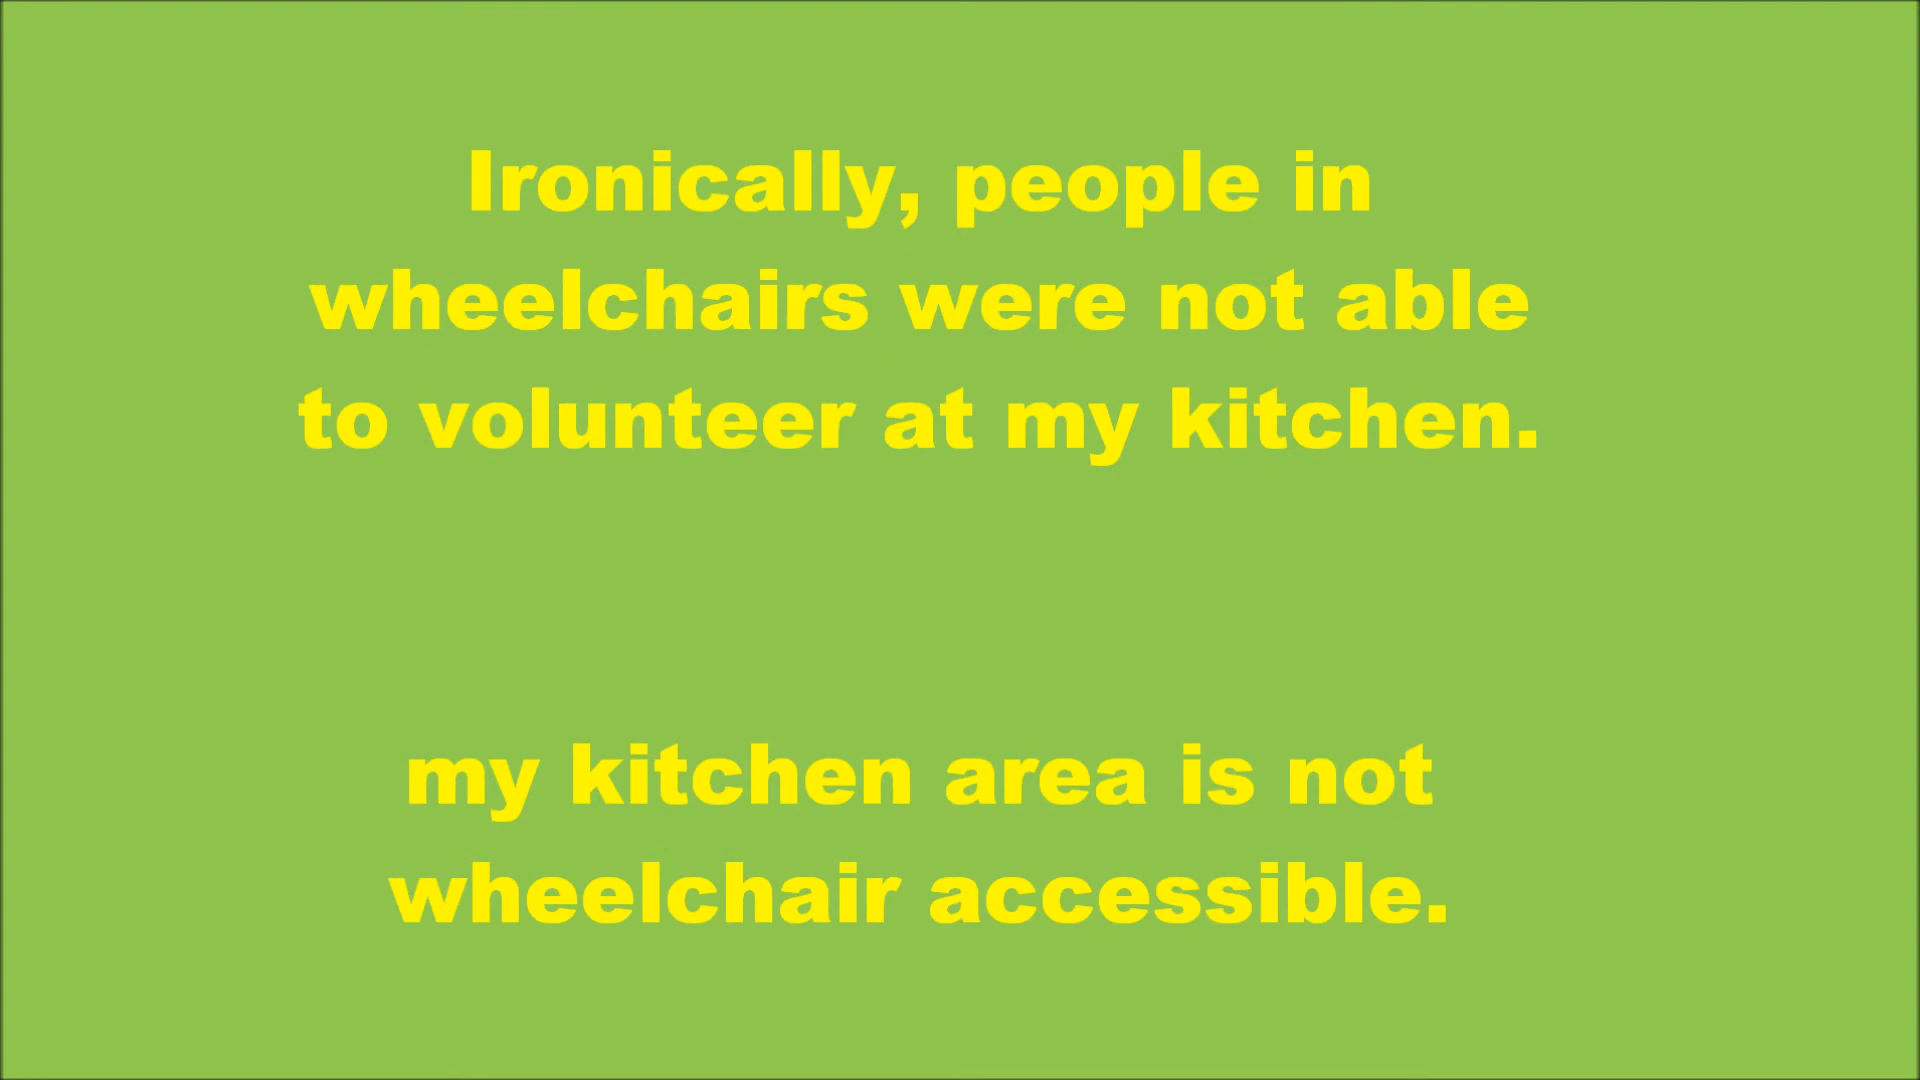 Ironically, people in
wheelchairs were not able
to volunteer at my kitchen.
my kitchen area is not
wheelchair accessible.